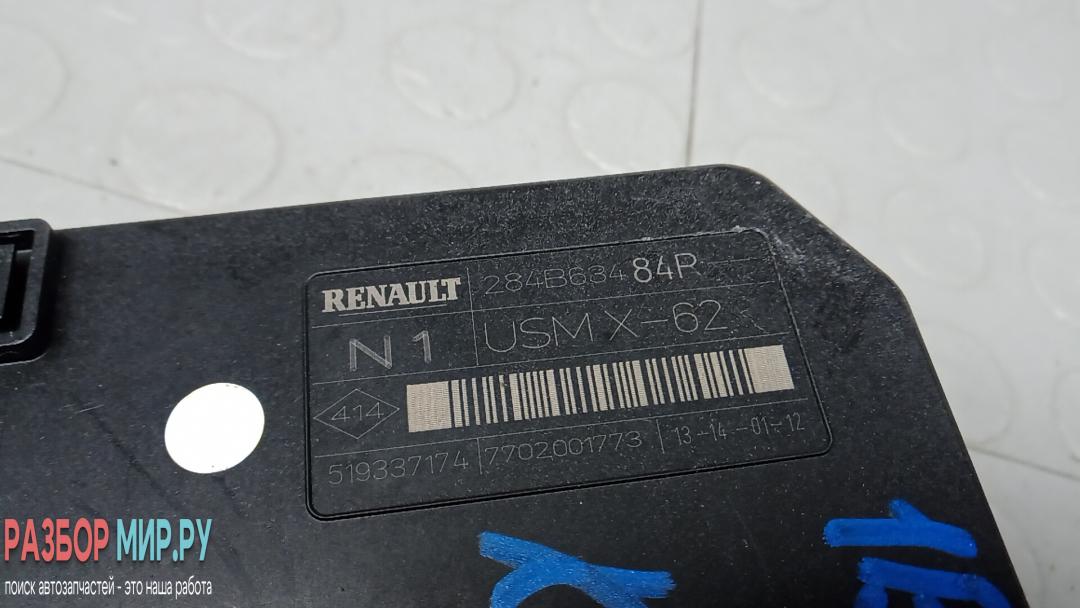 RENAULT 284B63484R
N1 USM X-62
414
519337174 7702001773 13-14-01-12
РАЗБОР МИР.РУ
поиск автозапчастей - это наша работа